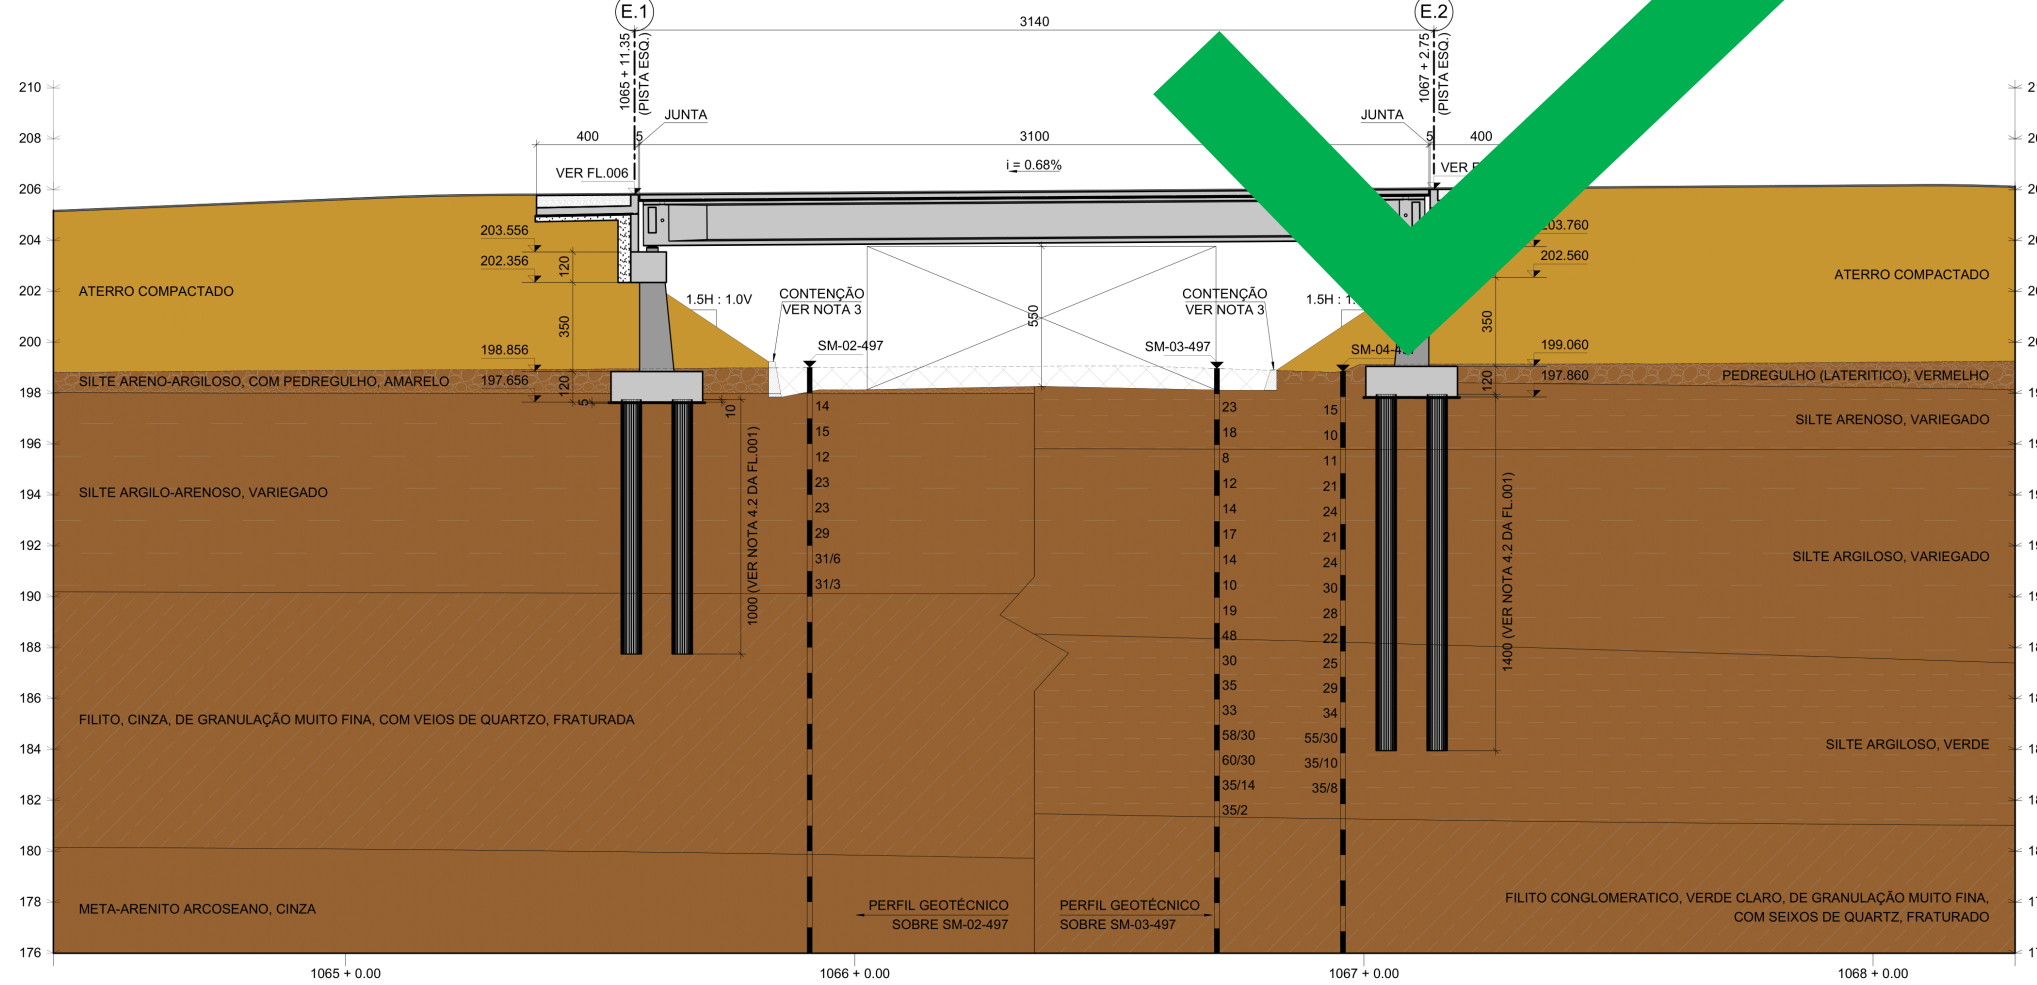 E.1
E.2
3140
1065 + 11.35
(PISTA ESQ.)
1067 + 2.75
(PISTA ESQ.)
210
208
206
204
202
200
198
196
194
192
190
188
186
184
182
180
178
176
JUNTA
JUNTA
400
5
3100
5
400
i = 0.68%
VER FL.006
203.556
202.356
198.856
197.656
120
350
120
5
10
202.560
199.060
197.860
350
120
550
1.5H : 1.0V
CONTENÇÃO
VER NOTA 3
CONTENÇÃO
VER NOTA 3
SM-02-497
SM-03-497
ATERRO COMPACTADO
ATERRO COMPACTADO
SILTE ARENO-ARGILOSO, COM PEDREGULHO, AMARELO
PEDREGULHO (LATERITICO), VERMELHO
SILTE ARENOSO, VARIEGADO
SILTE ARGILO-ARENOSO, VARIEGADO
SILTE ARGILOSO, VARIEGADO
1000 (VER NOTA 4.2 DA FL.001)
1400 (VER NOTA 4.2 DA FL.001)
14
15
12
23
23
29
31/6
31/3
23
18
8
12
14
17
14
10
19
48
30
35
33
58/30
60/30
35/14
35/2
15
10
11
21
24
21
24
30
28
22
25
29
34
55/30
35/10
35/8
FILITO, CINZA, DE GRANULAÇÃO MUITO FINA, COM VEIOS DE QUARTZO, FRATURADA
SILTE ARGILOSO, VERDE
META-ARENITO ARCOSEANO, CINZA
PERFIL GEOTÉCNICO
SOBRE SM-02-497
PERFIL GEOTÉCNICO
SOBRE SM-03-497
FILITO CONGLOMERATICO, VERDE CLARO, DE GRANULAÇÃO MUITO FINA,
COM SEIXOS DE QUARTZ, FRATURADO
1065 + 0.00
1066 + 0.00
1067 + 0.00
1068 + 0.00